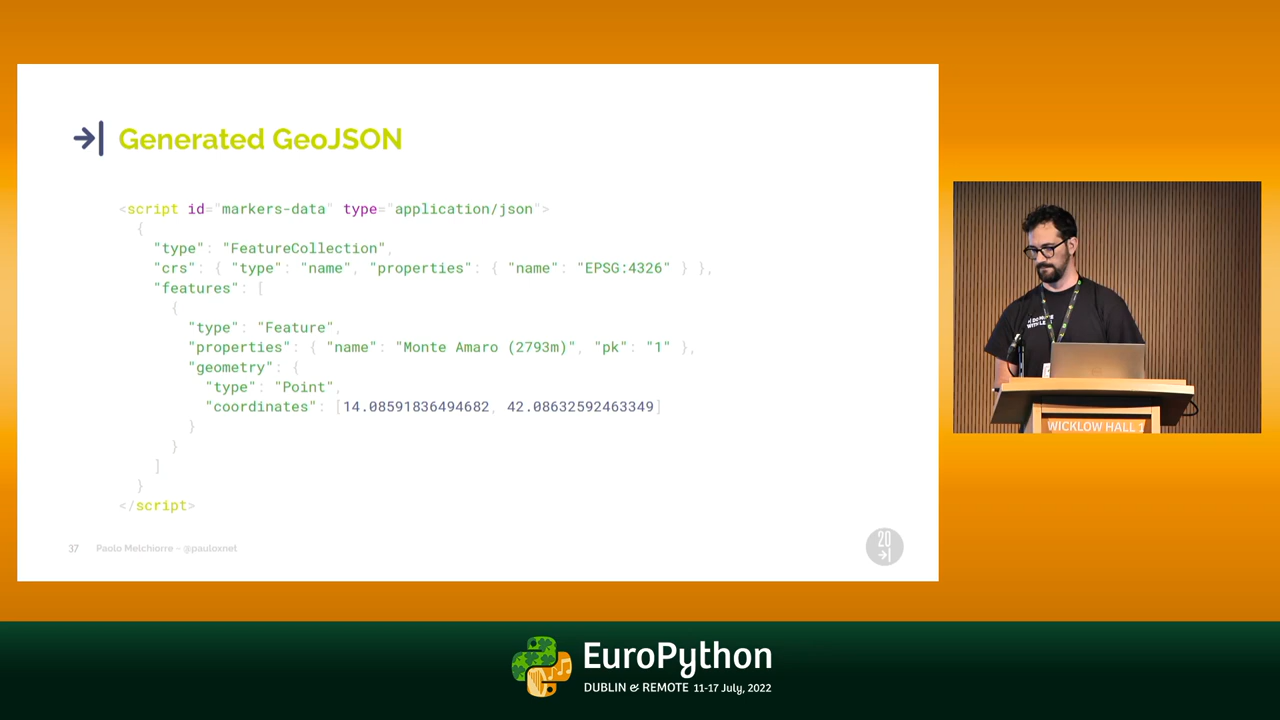 Generated GeoJSON
<script id="markers-data" type="application/json">
{
"type": "FeatureCollection",
"crs": { "type": "name", "properties": { "name": "EPSG:4326" } },
"features": [
{
"type": "Feature",
"properties": { "name": "Monte Amaro (2793m)", "pk": "1" },
"geometry": {
"type": "Point",
"coordinates": [14.08591836494682, 42.08632592463349]
}
}
]
}
</script>
37 Paolo Melchiorre - @pauloxnet
20
WICKLOW HALL 1
EuroPython
DUBLIN & REMOTE 11-17 July, 2022